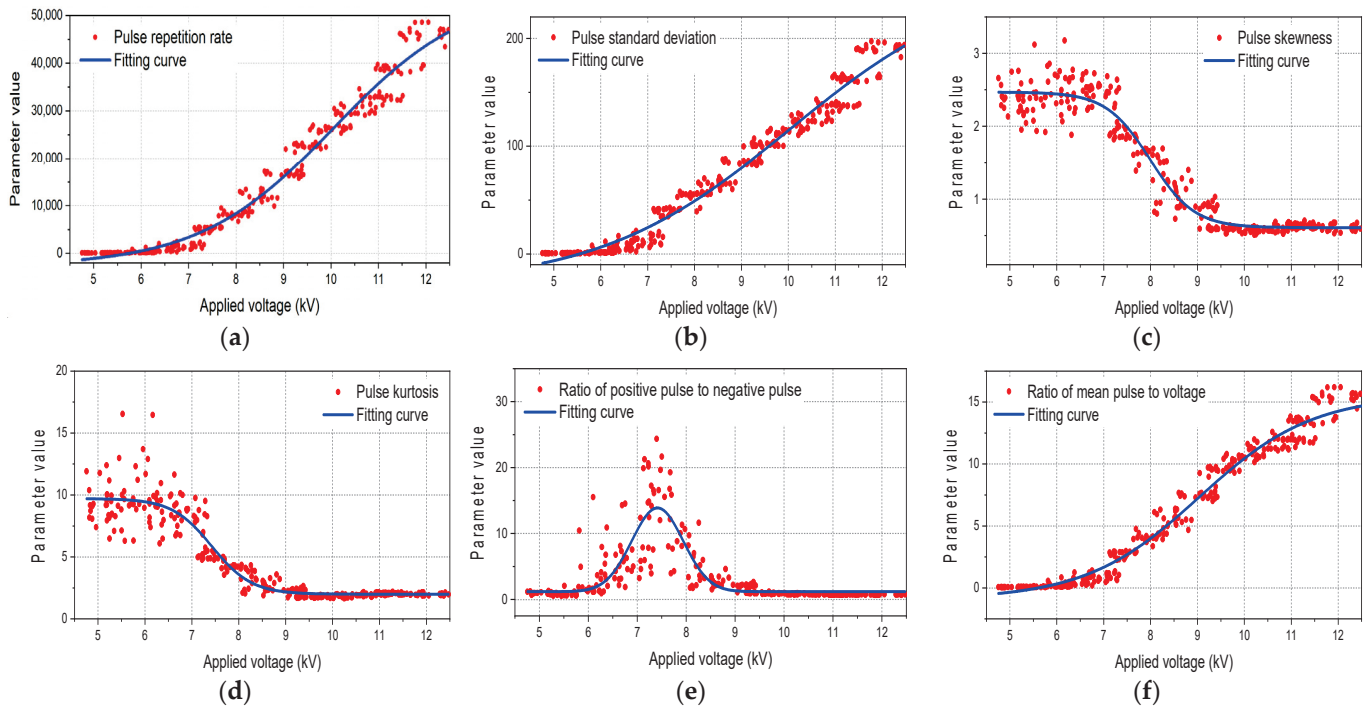 50,000
40,000
30,000
20,000
10,000
0
Parameter value
Pulse repetition rate
Fitting curve
5 6 7 8 9 10 11 12
Applied voltage (kV)
(a)
200
100
0
Parameter value
Pulse standard deviation
Fitting curve
5 6 7 8 9 10 11 12
Applied voltage (kV)
(b)
3
2
1
Parameter value
Pulse skewness
Fitting curve
5 6 7 8 9 10 11 12
Applied voltage (kV)
(c)
20
15
10
5
0
Parameter value
Pulse kurtosis
Fitting curve
5 6 7 8 9 10 11 12
Applied voltage (kV)
(d)
30
20
10
0
Parameter value
Ratio of positive pulse to negative pulse
Fitting curve
5 6 7 8 9 10 11 12
Applied voltage (kV)
(e)
15
10
5
0
Parameter value
Ratio of mean pulse to voltage
Fitting curve
5 6 7 8 9 10 11 12
Applied voltage (kV)
(f)